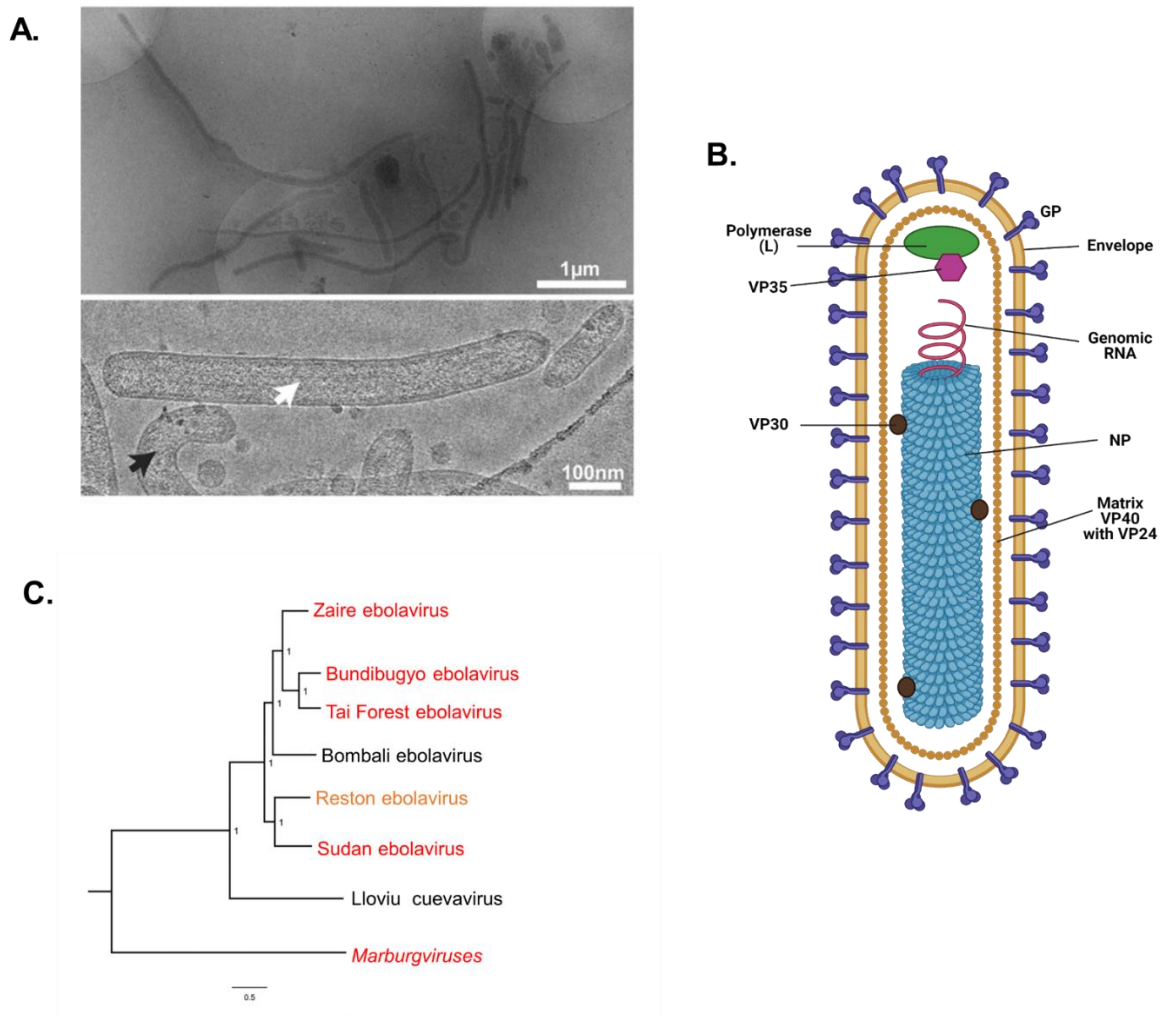 A.
1μm
100nm
B.
GP
Polymerase
(L)
Envelope
VP35
Genomic
RNA
VP30
NP
Matrix
VP40
with VP24
C.
Zaire ebolavirus
1
Bundibugyo ebolavirus
1
Tai Forest ebolavirus
1
Bombali ebolavirus
1
Reston ebolavirus
1
Sudan ebolavirus
1
Lloviu cuevavirus
Marburgviruses
0.5